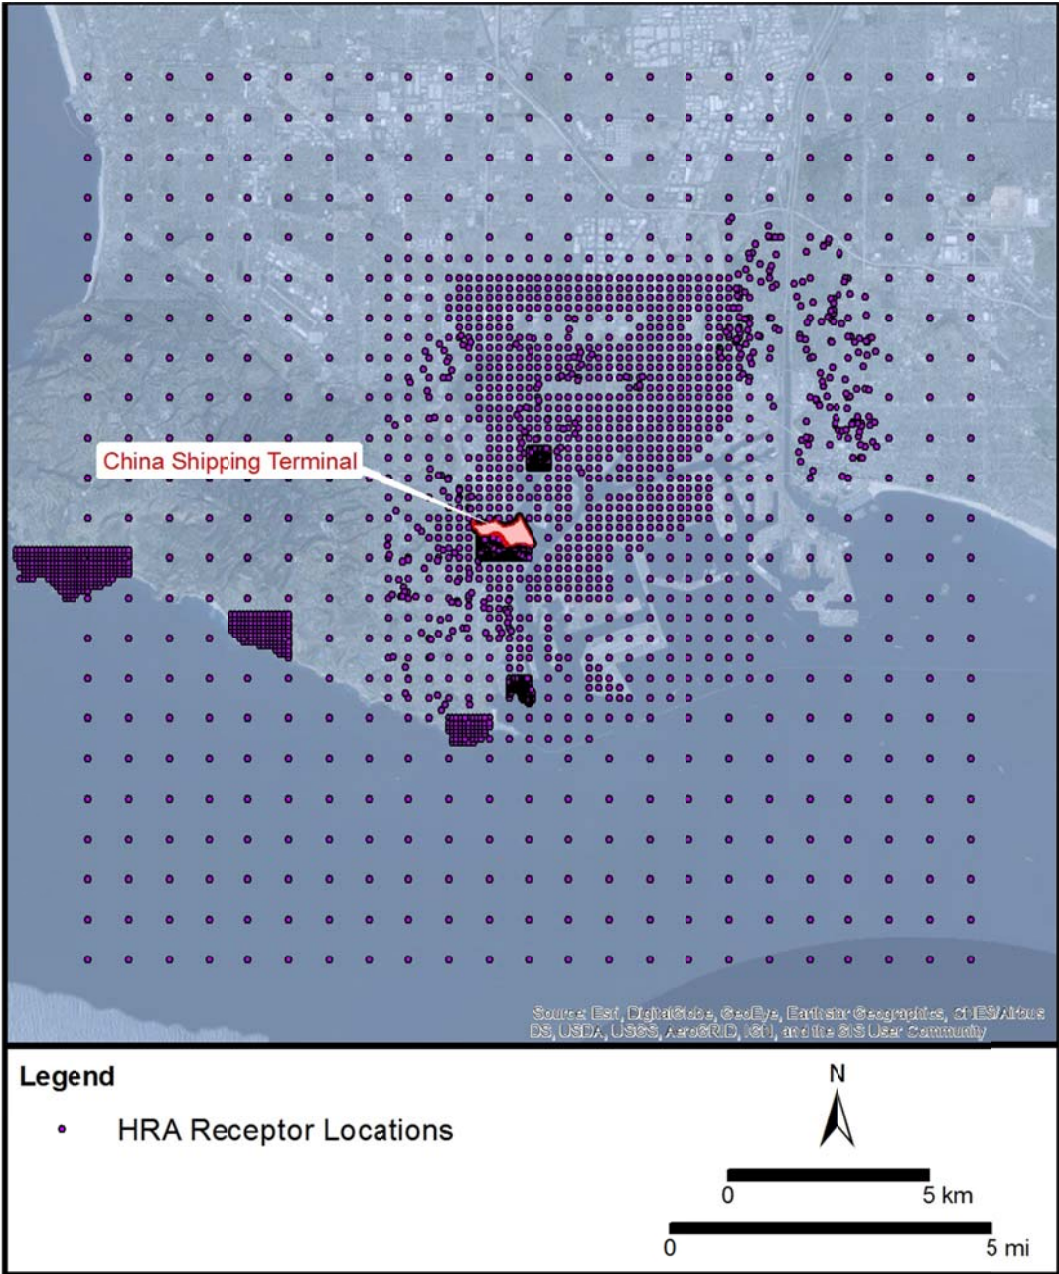 China Shipping Terminal
Source: Esri, DigitalGlobe, GeoEye, Earthstar Geographics, CNES/Airbus
DS, USDA, USGS, AeroGRID, IGN, and the GIS User Community
Legend
HRA Receptor Locations
N
0 5 km
0 5 mi